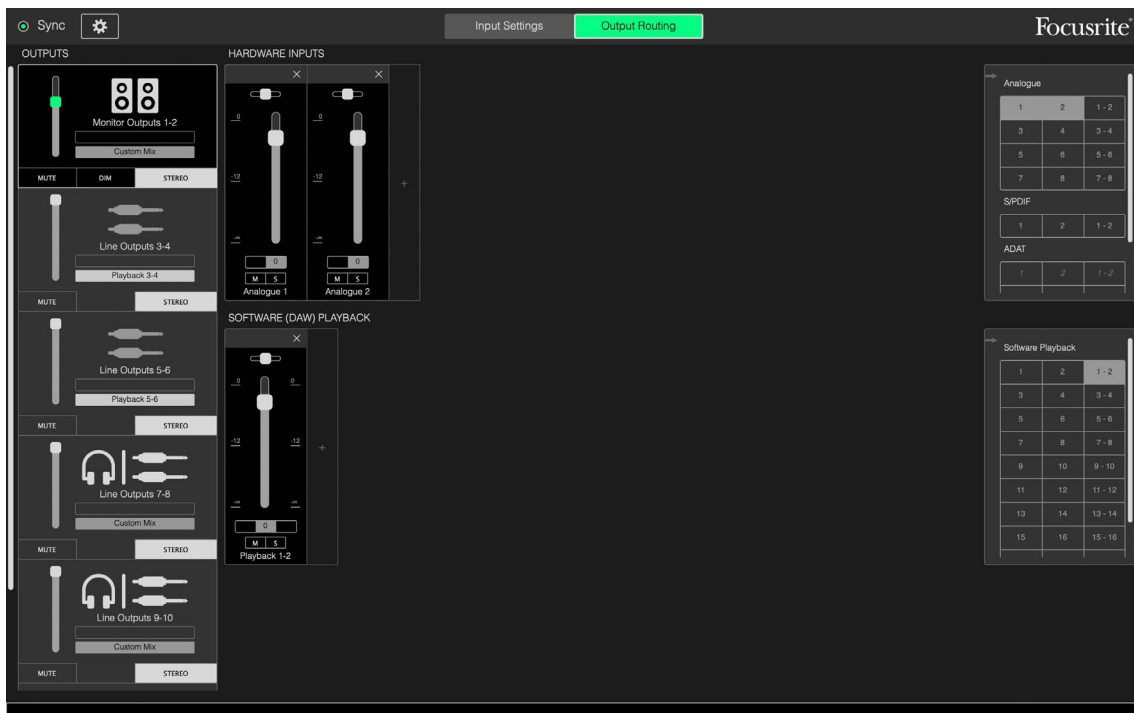 Sync
Input Settings
Output Routing
Focusrite
OUTPUTS
Monitor Outputs 1-2
Custom Mix
MUTE DIM STEREO
Line Outputs 3-4
Playback 3-4
MUTE STEREO
Line Outputs 5-6
Playback 5-6
MUTE STEREO
Line Outputs 7-8
Custom Mix
MUTE STEREO
Line Outputs 9-10
Custom Mix
MUTE STEREO
HARDWARE INPUTS
× ×
0 0
-12 -12
+
-∞ -∞
0 0
M S M S
Analogue 1 Analogue 2
SOFTWARE (DAW) PLAYBACK
×
0 0
-12 -12
+
-∞ -∞
0
M S
Playback 1-2
Analogue
1 2 1 - 2
3 4 3 - 4
5 6 5 - 6
7 8 7 - 8
S/PDIF
1 2 1 - 2
ADAT
1 2 1 - 2
Software Playback
1 2 1 - 2
3 4 3 - 4
5 6 5 - 6
7 8 7 - 8
9 10 9 - 10
11 12 11 - 12
13 14 13 - 14
15 16 15 - 16